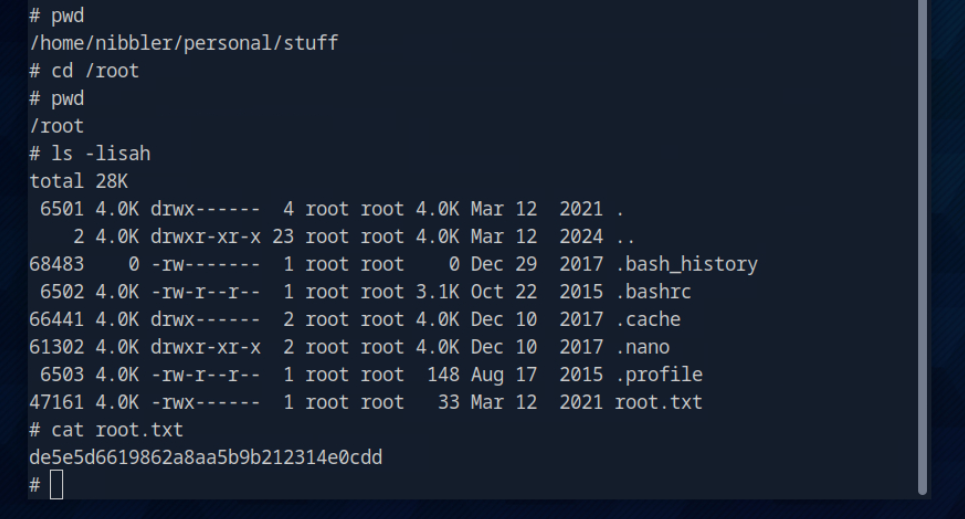 # pwd
/home/nibbler/personal/stuff
# cd /root
# pwd
/root
# ls -lisah
total 28K
 6501 4.0K drwx------  4 root root 4.0K Mar 12  2021 .
    2 4.0K drwxr-xr-x 23 root root 4.0K Mar 12  2024 ..
68483    0 -rw-------  1 root root    0 Dec 29  2017 .bash_history
 6502 4.0K -rw-r--r--  1 root root 3.1K Oct 22  2015 .bashrc
66441 4.0K drwx------  2 root root 4.0K Dec 10  2017 .cache
61302 4.0K drwxr-xr-x  2 root root 4.0K Dec 10  2017 .nano
 6503 4.0K -rw-r--r--  1 root root  148 Aug 17  2015 .profile
47161 4.0K -rwx------  1 root root   33 Mar 12  2021 root.txt
# cat root.txt
de5e5d6619862a8aa5b9b212314e0cdd
#